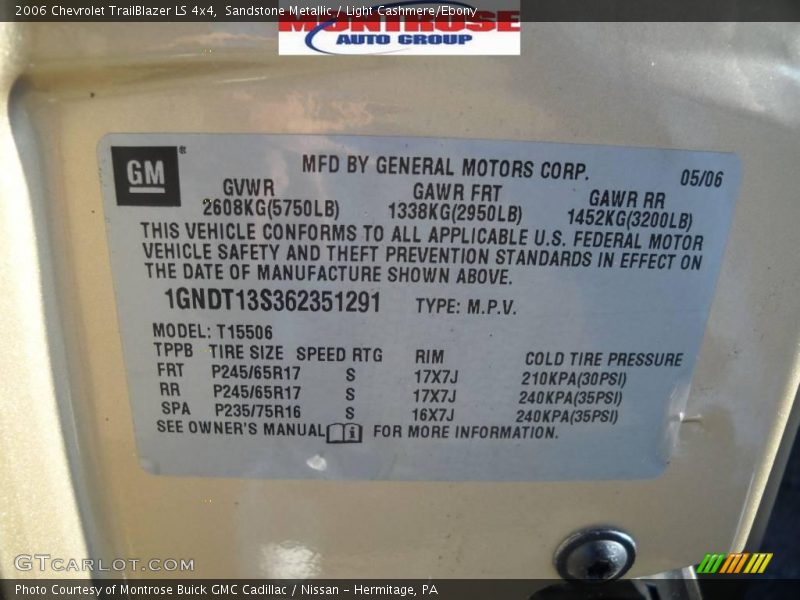 2006 Chevrolet TrailBlazer LS 4x4, Sandstone Metallic / Light Cashmere/Ebony
MONTROSE
AUTO GROUP
GM
MFD BY GENERAL MOTORS CORP. 05/06
GVWR GAWR FRT GAWR RR
2608KG(5750LB) 1338KG(2950LB) 1452KG(3200LB)
THIS VEHICLE CONFORMS TO ALL APPLICABLE U.S. FEDERAL MOTOR
VEHICLE SAFETY AND THEFT PREVENTION STANDARDS IN EFFECT ON
THE DATE OF MANUFACTURE SHOWN ABOVE.
1GNDT13S362351291 TYPE: M.P.V.
MODEL: T15506
TPPB TIRE SIZE SPEED RTG RIM COLD TIRE PRESSURE
FRT P245/65R17 S 17X7J 210KPA(30PSI)
RR P245/65R17 S 17X7J 240KPA(35PSI)
SPA P235/75R16 S 16X7J 240KPA(35PSI)
SEE OWNER'S MANUAL FOR MORE INFORMATION.
GTCARLOT.COM
Photo Courtesy of Montrose Buick GMC Cadillac / Nissan - Hermitage, PA